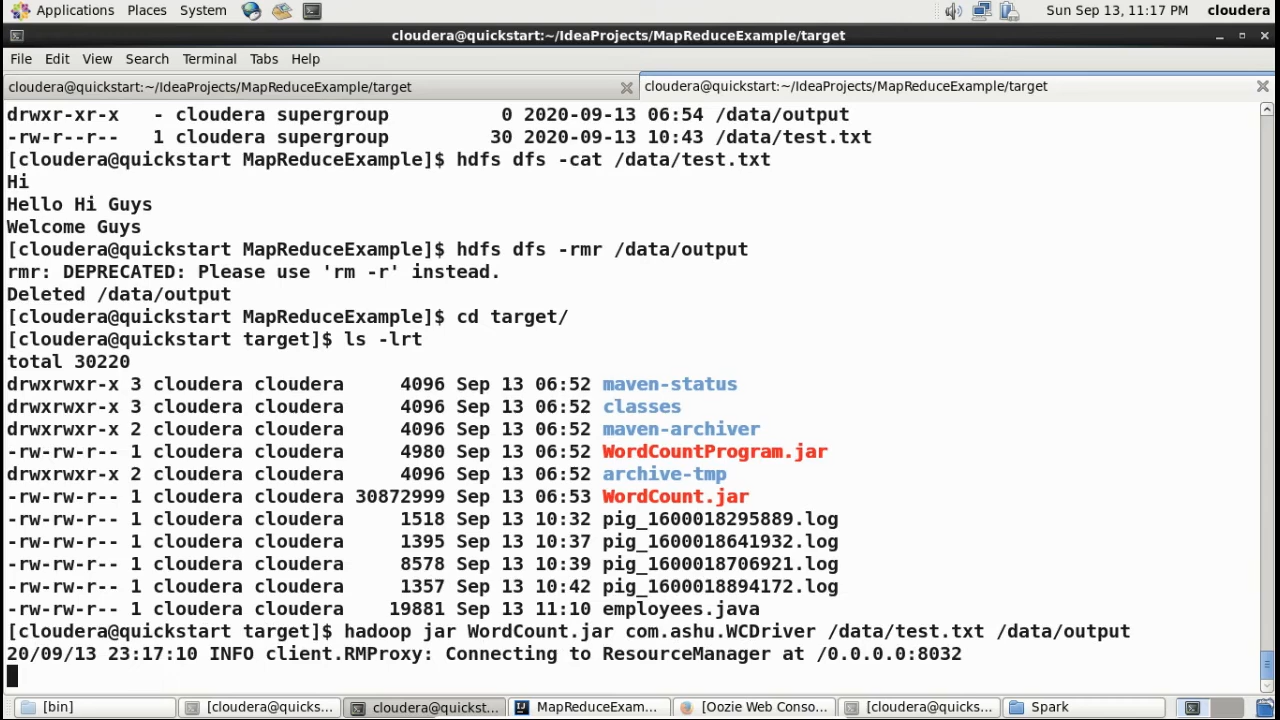 Applications Places System Sun Sep 13, 11:17 PM cloudera
cloudera@quickstart:~/IdeaProjects/MapReduceExample/target
File Edit View Search Terminal Tabs Help
cloudera@quickstart:~/IdeaProjects/MapReduceExample/target cloudera@quickstart:~/IdeaProjects/MapReduceExample/target
drwxr-xr-x - cloudera supergroup 0 2020-09-13 06:54 /data/output
-rw-r--r-- 1 cloudera supergroup 30 2020-09-13 10:43 /data/test.txt
[cloudera@quickstart MapReduceExample]$ hdfs dfs -cat /data/test.txt
Hi
Hello Hi Guys
Welcome Guys
[cloudera@quickstart MapReduceExample]$ hdfs dfs -rmr /data/output
rmr: DEPRECATED: Please use 'rm -r' instead.
Deleted /data/output
[cloudera@quickstart MapReduceExample]$ cd target/
[cloudera@quickstart target]$ ls -lrt
total 30220
drwxrwxr-x 3 cloudera cloudera 4096 Sep 13 06:52 maven-status
drwxrwxr-x 3 cloudera cloudera 4096 Sep 13 06:52 classes
drwxrwxr-x 2 cloudera cloudera 4096 Sep 13 06:52 maven-archiver
-rw-rw-r-- 1 cloudera cloudera 4980 Sep 13 06:52 WordCountProgram.jar
drwxrwxr-x 2 cloudera cloudera 4096 Sep 13 06:52 archive-tmp
-rw-rw-r-- 1 cloudera cloudera 30872999 Sep 13 06:53 WordCount.jar
-rw-rw-r-- 1 cloudera cloudera 1518 Sep 13 10:32 pig_1600018295889.log
-rw-rw-r-- 1 cloudera cloudera 1395 Sep 13 10:37 pig_1600018641932.log
-rw-rw-r-- 1 cloudera cloudera 8578 Sep 13 10:39 pig_1600018706921.log
-rw-rw-r-- 1 cloudera cloudera 1357 Sep 13 10:42 pig_1600018894172.log
-rw-rw-r-- 1 cloudera cloudera 19881 Sep 13 11:10 employees.java
[cloudera@quickstart target]$ hadoop jar WordCount.jar com.ashu.WCDriver /data/test.txt /data/output
20/09/13 23:17:10 INFO client.RMProxy: Connecting to ResourceManager at /0.0.0.0:8032
[bin] [cloudera@quicks... cloudera@quickst... MapReduceExam... [Oozie Web Conso... [cloudera@quicks... Spark